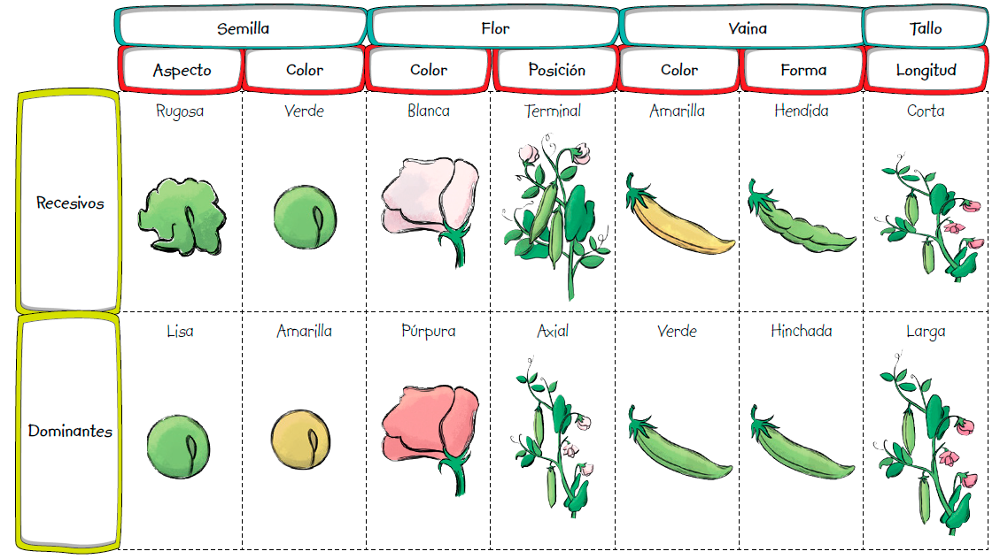 Semilla Flor Vaina Tallo
Aspecto Color Color Posición Color Forma Longitud
Rugosa Verde Blanca Terminal Amarilla Hendida Corta
Recesivos
Lisa Amarilla Púrpura Axial Verde Hinchada Larga
Dominantes